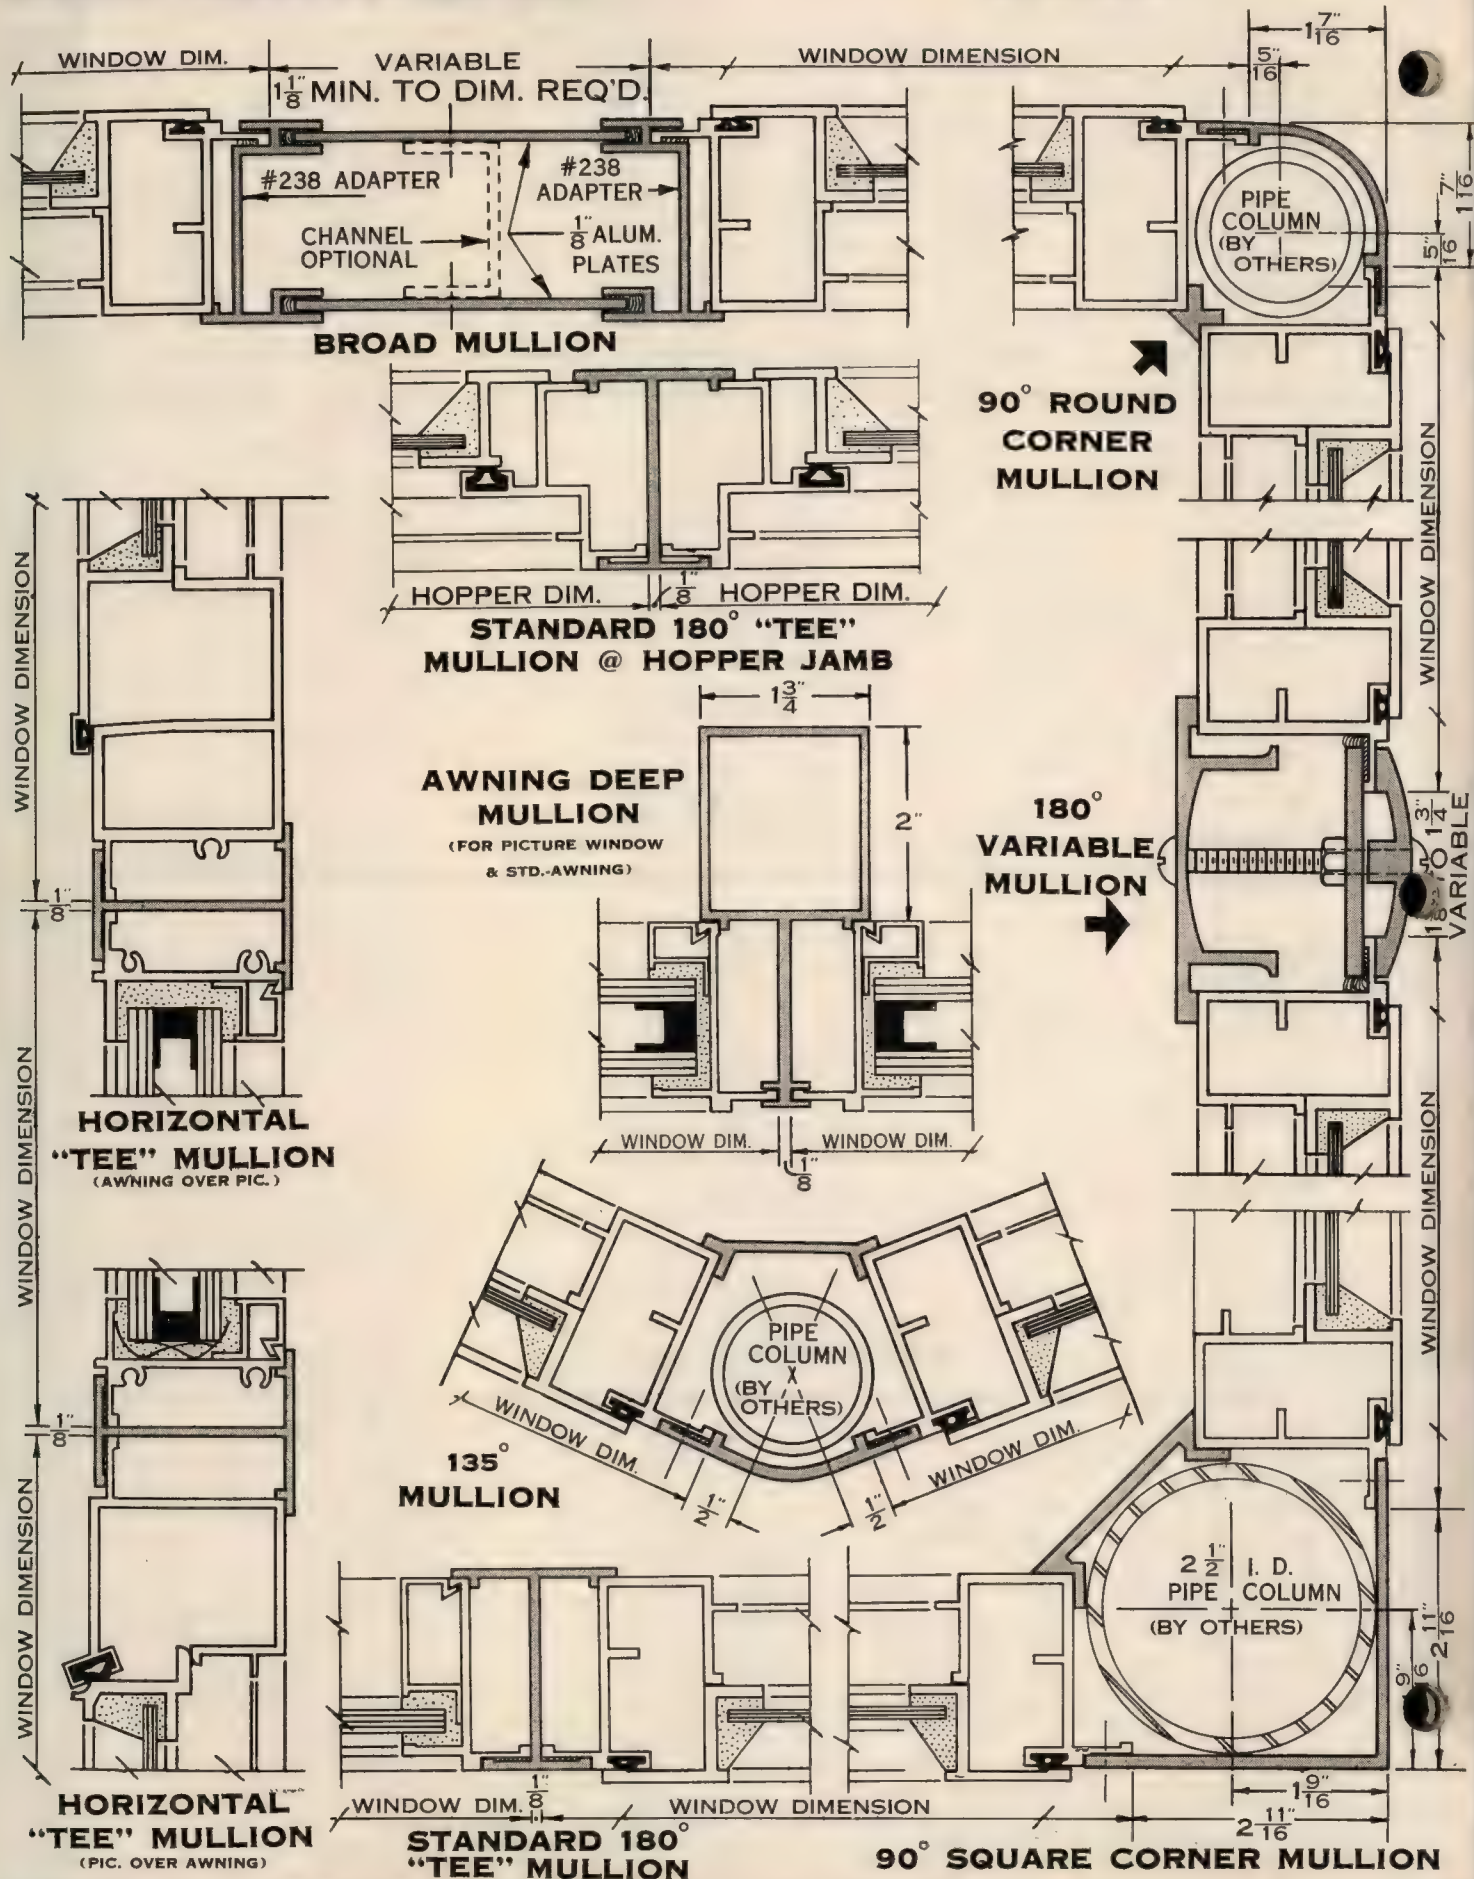 WINDOW DIM.
VARIABLE
1 1/8" MIN. TO DIM. REQ'D.
WINDOW DIMENSION
1 7/16"
5/16"
#238 ADAPTER
#238
ADAPTER
CHANNEL
OPTIONAL
1/8" ALUM.
PLATES
BROAD MULLION
PIPE
COLUMN
(BY
OTHERS)
1 7/16"
5/16"
90° ROUND
CORNER
MULLION
WINDOW DIMENSION
HOPPER DIM.
1/8"
HOPPER DIM.
STANDARD 180° “TEE”
MULLION @ HOPPER JAMB
WINDOW DIMENSION
1/8"
WINDOW DIMENSION
HORIZONTAL
“TEE” MULLION
(AWNING OVER PIC.)
1 3/4"
2"
AWNING DEEP
MULLION
(FOR PICTURE WINDOW
& STD.-AWNING)
WINDOW DIM.
WINDOW DIM.
1/8"
180°
VARIABLE
MULLION
1 3/4"
VARIABLE
WINDOW DIMENSION
PIPE
COLUMN
(BY
OTHERS)
WINDOW DIM.
WINDOW DIM.
1/2"
1/2"
135°
MULLION
1/8"
WINDOW DIMENSION
HORIZONTAL
“TEE” MULLION
(PIC. OVER AWNING)
WINDOW DIM.
1/8"
WINDOW DIMENSION
STANDARD 180°
“TEE” MULLION
2 1/2" I. D.
PIPE COLUMN
(BY OTHERS)
2 11/16"
1 9/16"
2 11/16"
90° SQUARE CORNER MULLION